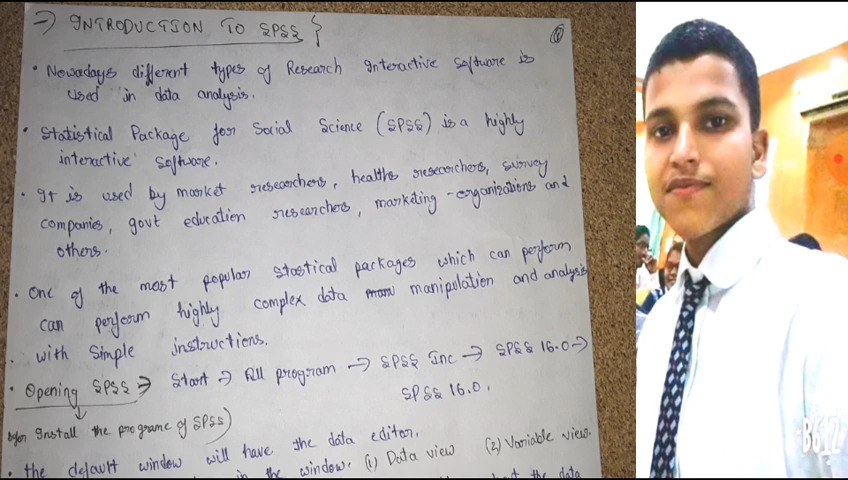 → INTRODUCTION TO SPSS }
• Nowadays different types of Research Interactive Software is
used in data analysis.
• Statistical Package for Social Science (SPSS) is a highly
interactive Software.
• It is used by market researchers, healths researchers, survey
companies, govt education researchers, marketing-organizations and
others.
• One of the most popular Stastical packages which can perform
can perform highly complex data manipulation and analysis
with simple instructions.
• Opening SPSS → Start → All program → SPSS Inc → SPSS 16.0 →
SPSS 16.0.
Install the programe of SPSS)
• the default window will have the data editor.
in the window. (1) Data view (2) Variable view.
the data
B612